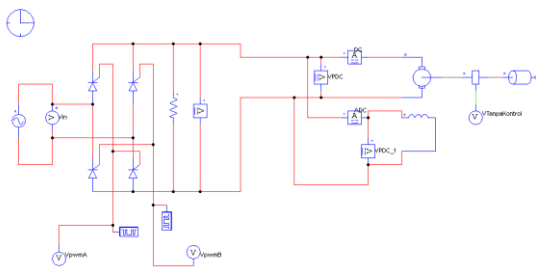 DC
A
VPDC
Vin
V
ADC
A
VTanpaKontrol
V
VPDC_1
VpwmA
V
VpwmB
V